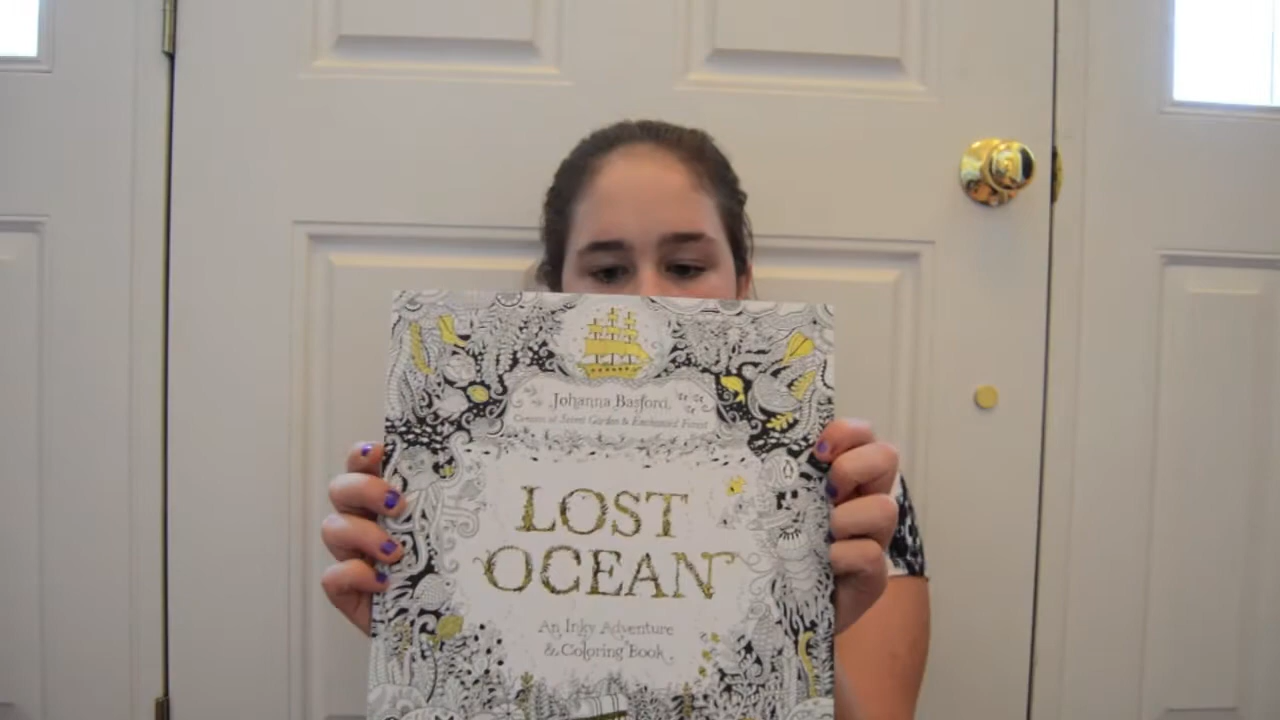 Johanna Basford,
Creator of Secret Garden & Enchanted Forest
LOST
OCEAN
An Inky Adventure
& Coloring Book